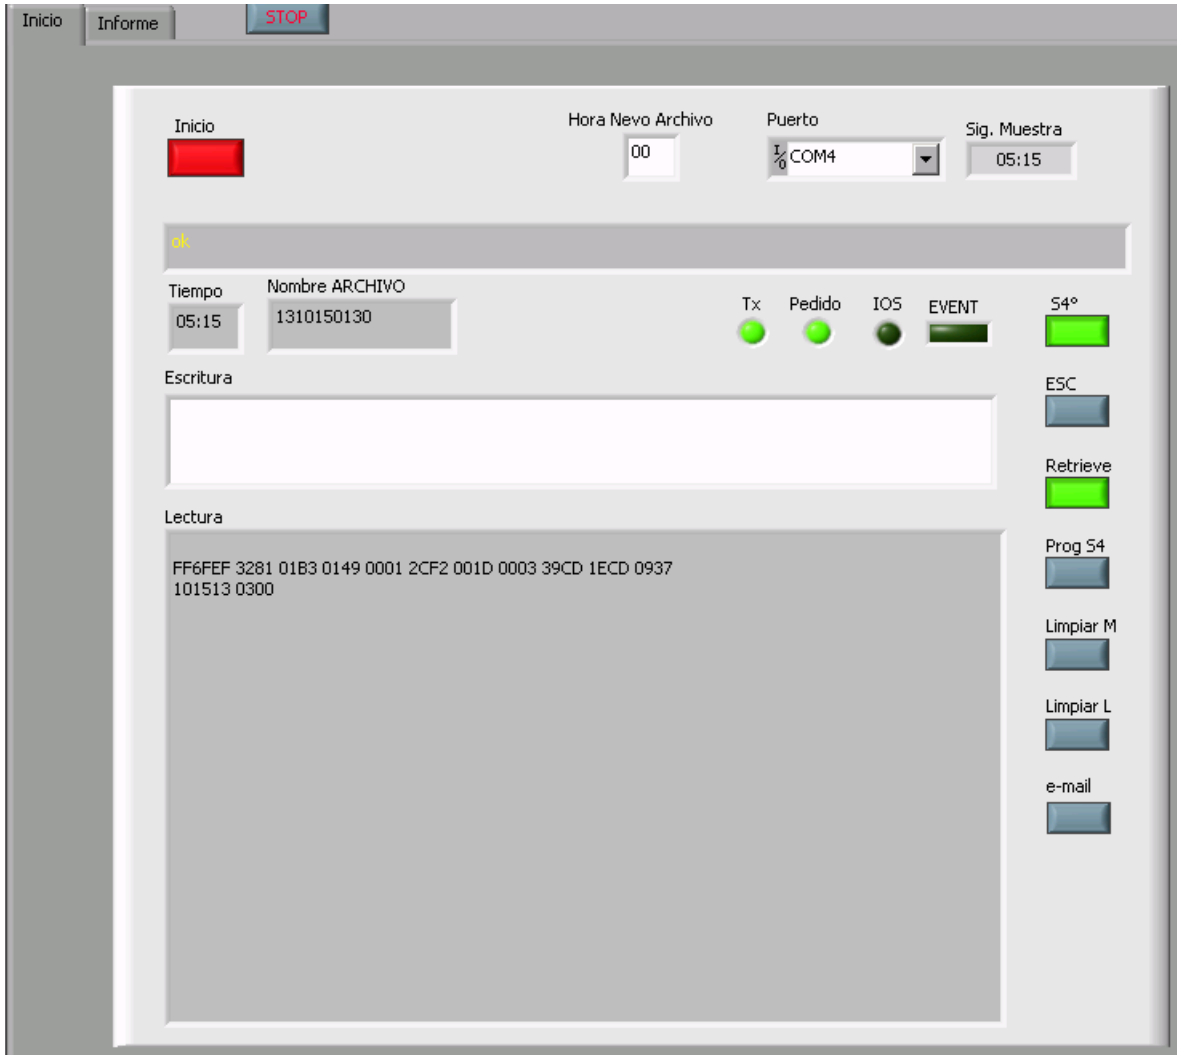 Inicio
Informe
STOP
Inicio
Hora Nevo Archivo
00
Puerto
I/O COM4
Sig. Muestra
05:15
ok
Tiempo
05:15
Nombre ARCHIVO
1310150130
Tx
Pedido
IOS
EVENT
S4°
Escritura
ESC
Retrieve
Lectura
FF6FEF 3281 01B3 0149 0001 2CF2 001D 0003 39CD 1ECD 0937
101513 0300
Prog S4
Limpiar M
Limpiar L
e-mail